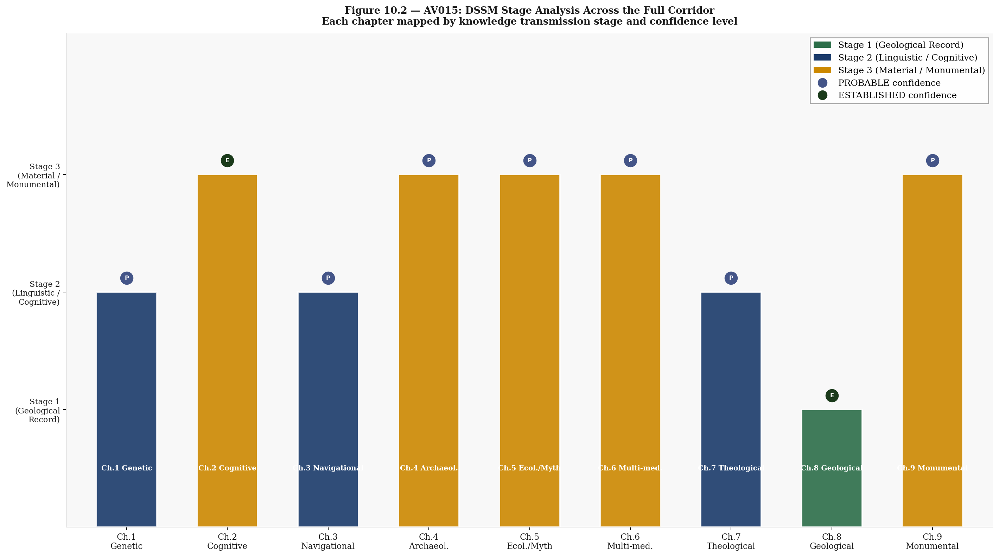 Figure 10.2 — AV015: DSSM Stage Analysis Across the Full Corridor
Each chapter mapped by knowledge transmission stage and confidence level
Stage 1 (Geological Record)
Stage 2 (Linguistic / Cognitive)
Stage 3 (Material / Monumental)
PROBABLE confidence
ESTABLISHED confidence
Stage 3
(Material /
Monumental)
Stage 2
(Linguistic /
Cognitive)
Stage 1
(Geological
Record)
P
E
P
P
P
P
P
E
P
Ch.1 Genetic
Ch.2 Cognitive
Ch.3 Navigational
Ch.4 Archaeol.
Ch.5 Ecol./Myth
Ch.6 Multi-med
Ch.7 Theological
Ch.8 Geological
Ch.9 Monumental
Ch.1
Genetic
Ch.2
Cognitive
Ch.3
Navigational
Ch.4
Archaeol.
Ch.5
Ecol./Myth
Ch.6
Multi-med.
Ch.7
Theological
Ch.8
Geological
Ch.9
Monumental